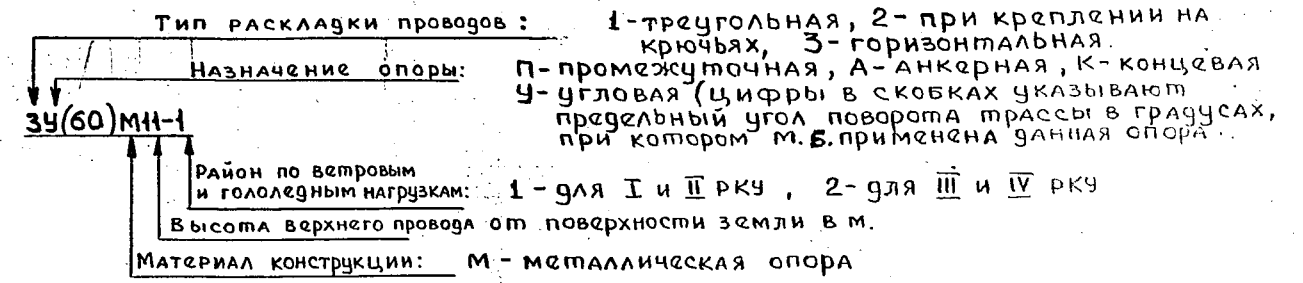 Тип раскладки проводов: 1-треугольная, 2- при креплении на
крючьях, 3- горизонтальная.
Назначение опоры: П- промежуточная, А- анкерная, К- концевая
У- угловая (цифры в скобках указывают
предельный угол поворота трассы в градусах,
при котором м.б. применена данная опора.
3У(60)М11-1
Район по ветровым
и гололедным нагрузкам: 1 - для I и II РКУ, 2- для III и IV РКУ
Высота верхнего провода от поверхности земли в м.
Материал конструкции: М - металлическая опора